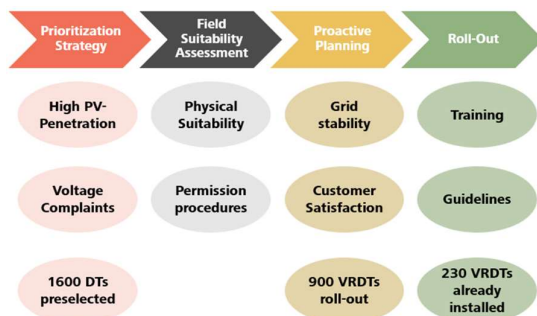 Prioritization
Strategy
Field
Suitability
Assessment
Proactive
Planning
Roll-Out
High PV-
Penetration
Physical
Suitability
Grid
stability
Training
Voltage
Complaints
Permission
procedures
Customer
Satisfaction
Guidelines
1600 DTs
preselected
900 VRDTs
roll-out
230 VRDTs
already
installed